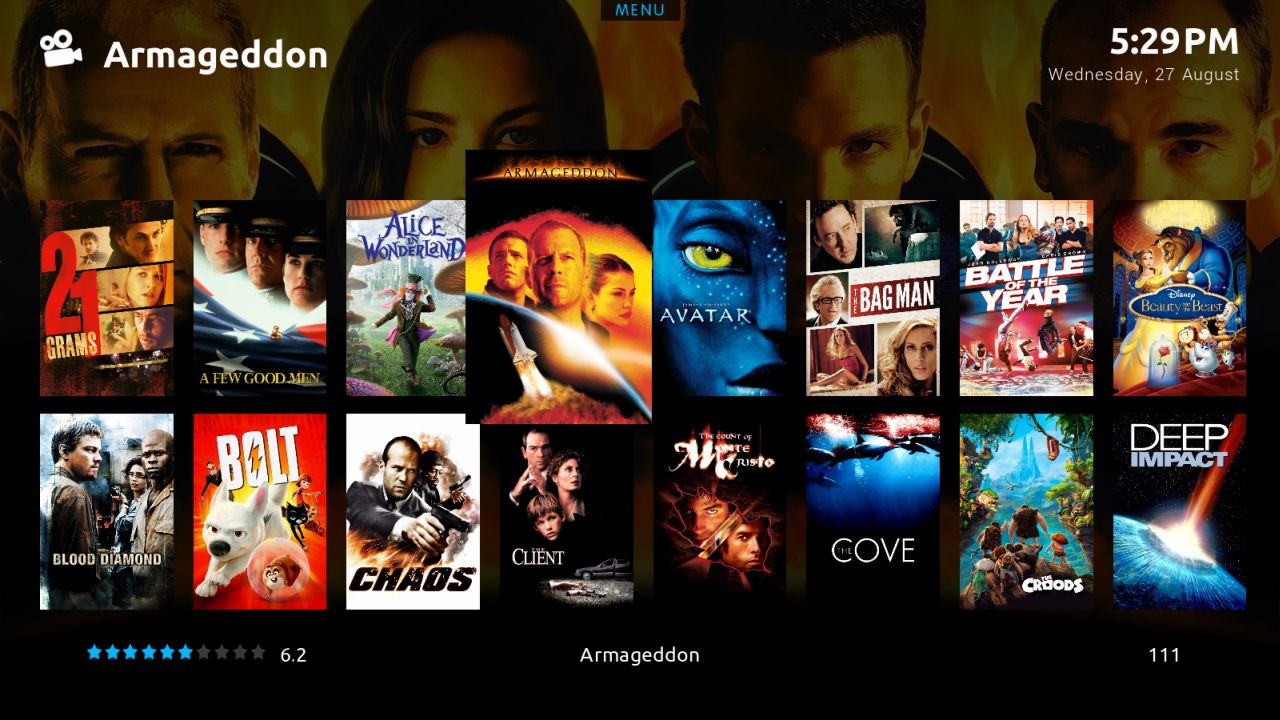 MENU
Armageddon
5:29PM
Wednesday, 27 August
21
GRAMS
A FEW GOOD MEN
ALICE
IN
WONDERLAND
ARMAGEDDON
AVATAR
THE
BAG MAN
BATTLE
OF THE
YEAR
Disney
Beauty and the Beast
BLOOD DIAMOND
BOLT
CHAOS
THE
CLIENT
THE COUNT OF
MONTE
CRISTO
THE COVE
THE
CROODS
DEEP
IMPACT
6.2
Armageddon
111